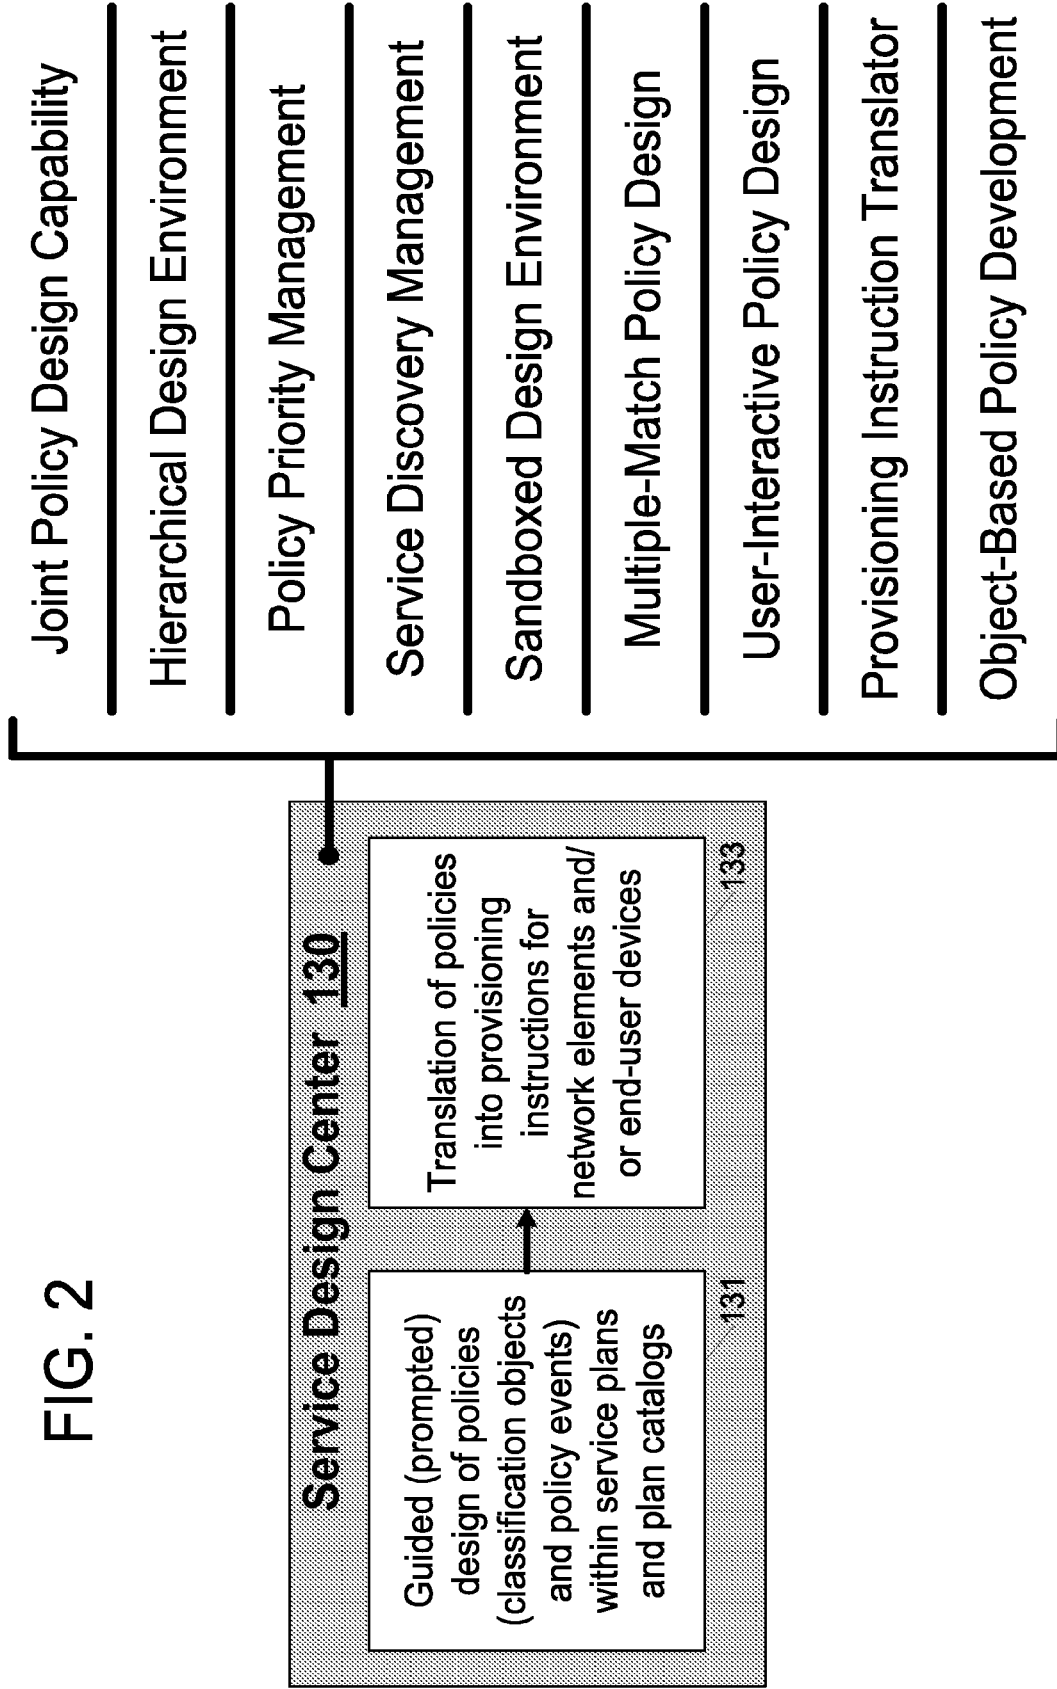 FIG. 2
Service Design Center 130
Guided (prompted)
design of policies
(classification objects
and policy events)
within service plans
and plan catalogs
131
Translation of policies
into provisioning
instructions for
network elements and/
or end-user devices
133
Joint Policy Design Capability
Hierarchical Design Environment
Policy Priority Management
Service Discovery Management
Sandboxed Design Environment
Multiple-Match Policy Design
User-Interactive Policy Design
Provisioning Instruction Translator
Object-Based Policy Development